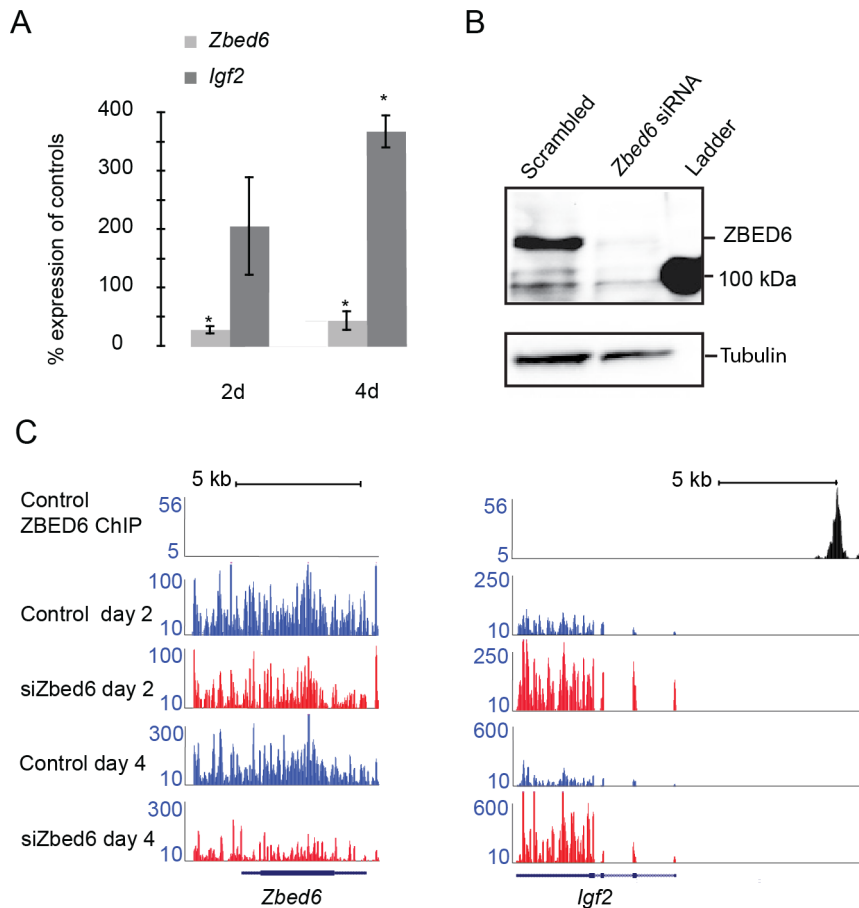 A
Zbed6
Igf2
% expression of controls
400
300
200
100
0
*
*
*
2d
4d
B
Scrambled
Zbed6 siRNA
Ladder
ZBED6
100 kDa
Tubulin
C
5 kb
5 kb
Control
ZBED6 ChIP
56
5
56
5
Control day 2
100
10
250
10
siZbed6 day 2
100
10
250
10
Control day 4
300
10
600
10
siZbed6 day 4
300
10
600
10
Zbed6
Igf2